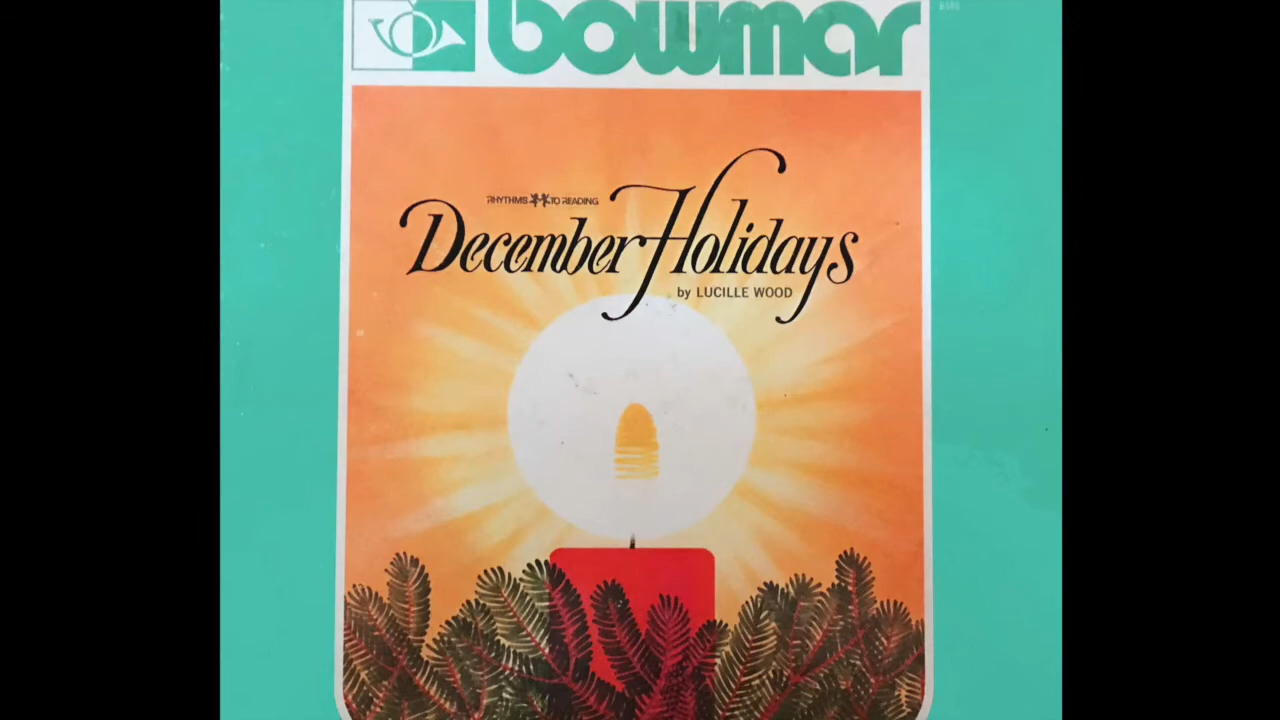 bowmar
RHYTHMS TO READING
December Holidays
by LUCILLE WOOD